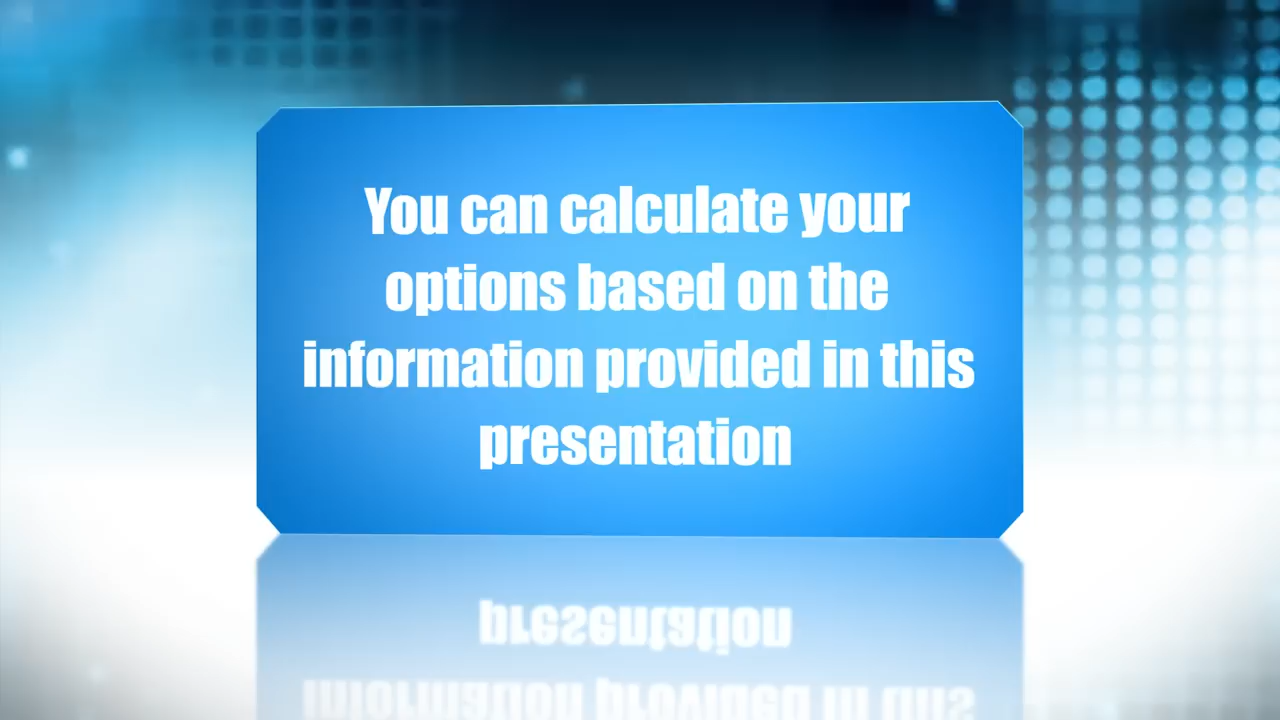 You can calculate your
options based on the
information provided in this
presentation